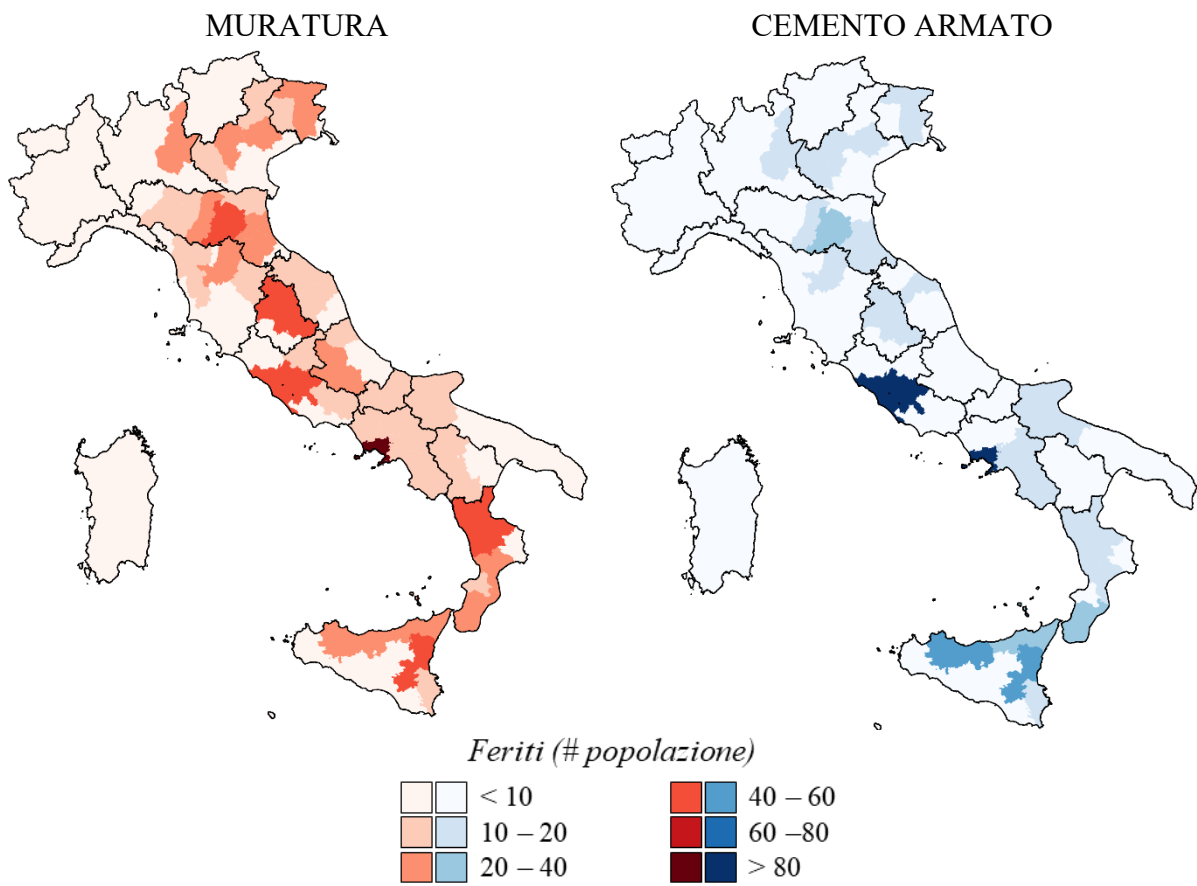 MURATURA
CEMENTO ARMATO
Feriti (# popolazione)
< 10
10 – 20
20 – 40
40 – 60
60 –80
> 80